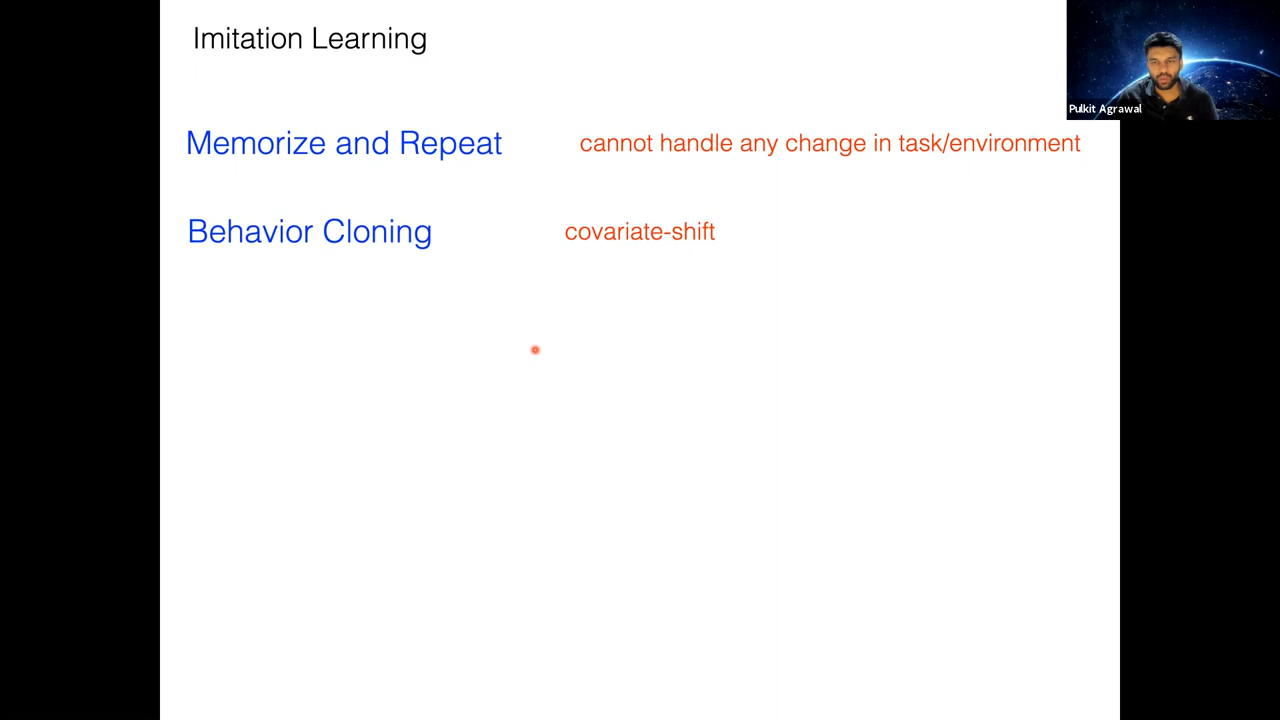 Imitation Learning
Pulkit Agrawal
Memorize and Repeat cannot handle any change in task/environment
Behavior Cloning covariate-shift